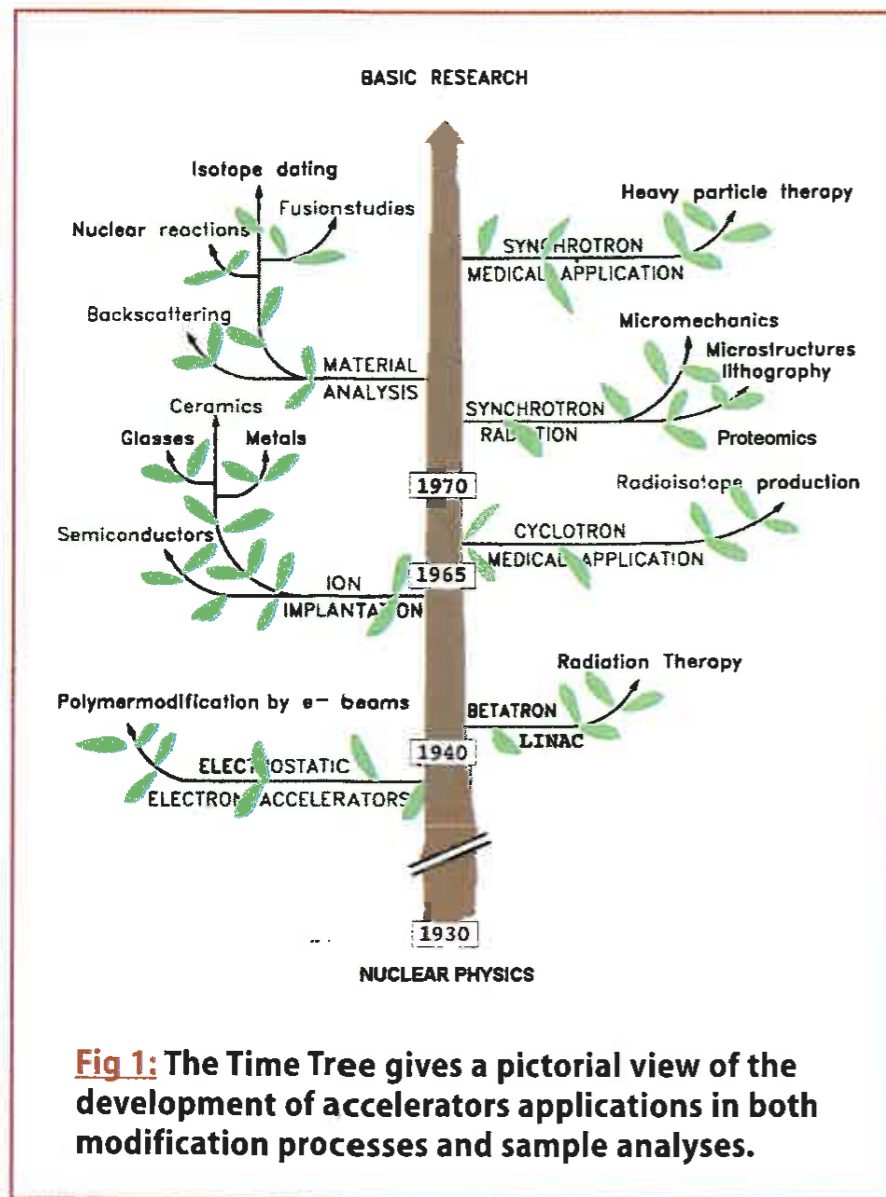 BASIC RESEARCH
Isotope dating
Fusionstudies
Nuclear reactions
Backscattering
MATERIAL
ANALYSIS
Heavy particle therapy
SYNCHROTRON
MEDICAL APPLICATION
Micromechanics
Microstructures
lithography
SYNCHROTRON
RADIATION
Proteomics
Ceramics
Glasses
Metals
Semiconductors
ION
IMPLANTATION
1970
Radioisotope production
CYCLOTRON
MEDICAL APPLICATION
1965
Radiation Therapy
BETATRON
LINAC
Polymermodification by e- beams
ELECTROSTATIC
ELECTRON ACCELERATORS
1940
1930
NUCLEAR PHYSICS
Fig 1: The Time Tree gives a pictorial view of the
development of accelerators applications in both
modification processes and sample analyses.